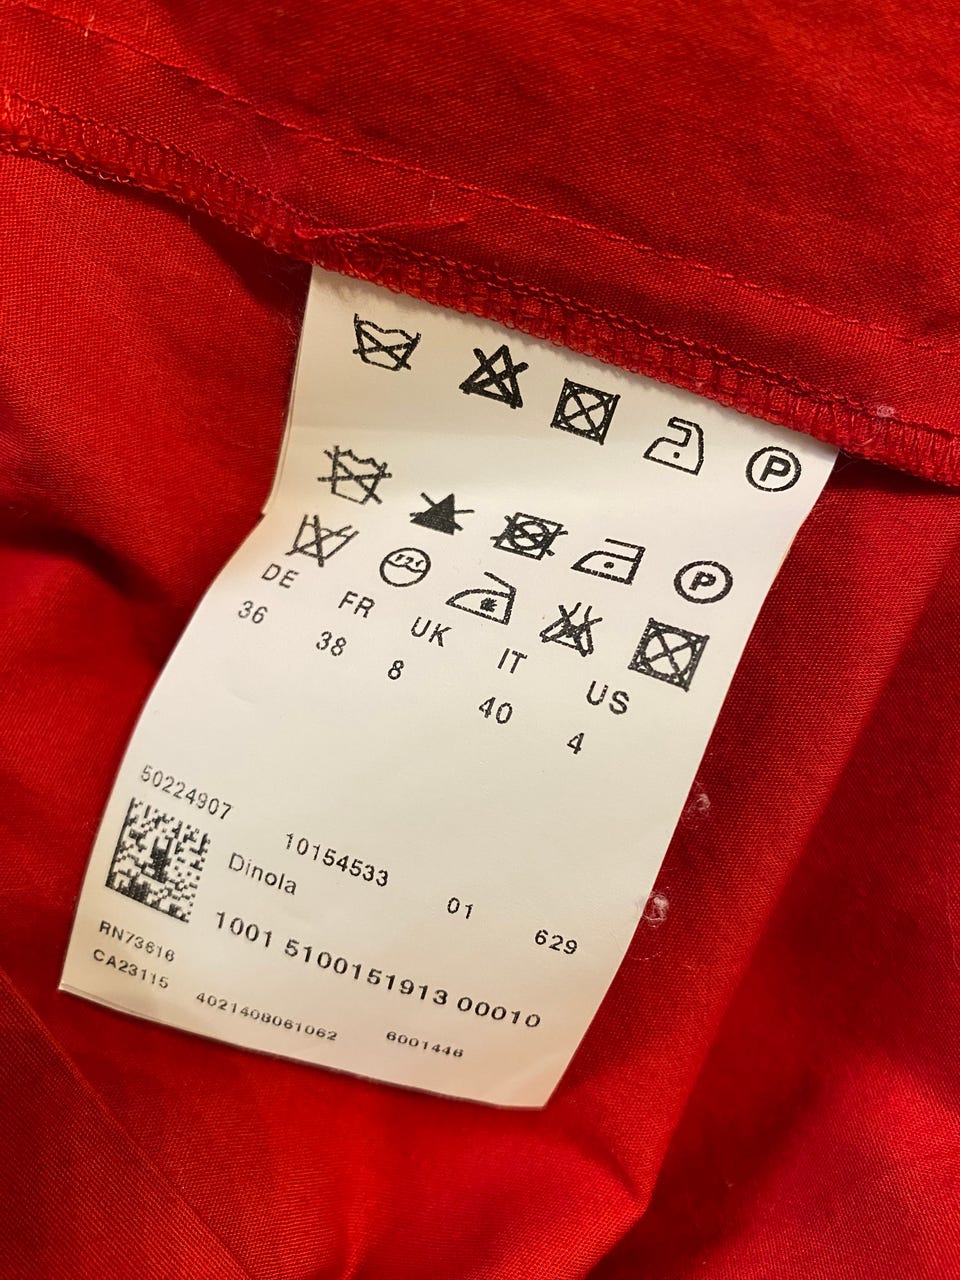 P
P
DE FR UK IT US
36 38 8 40 4
50224907 10154533 01 629
Dinola
1001 5100151913 00010
RN73616
CA23115 4021408061062 6001446